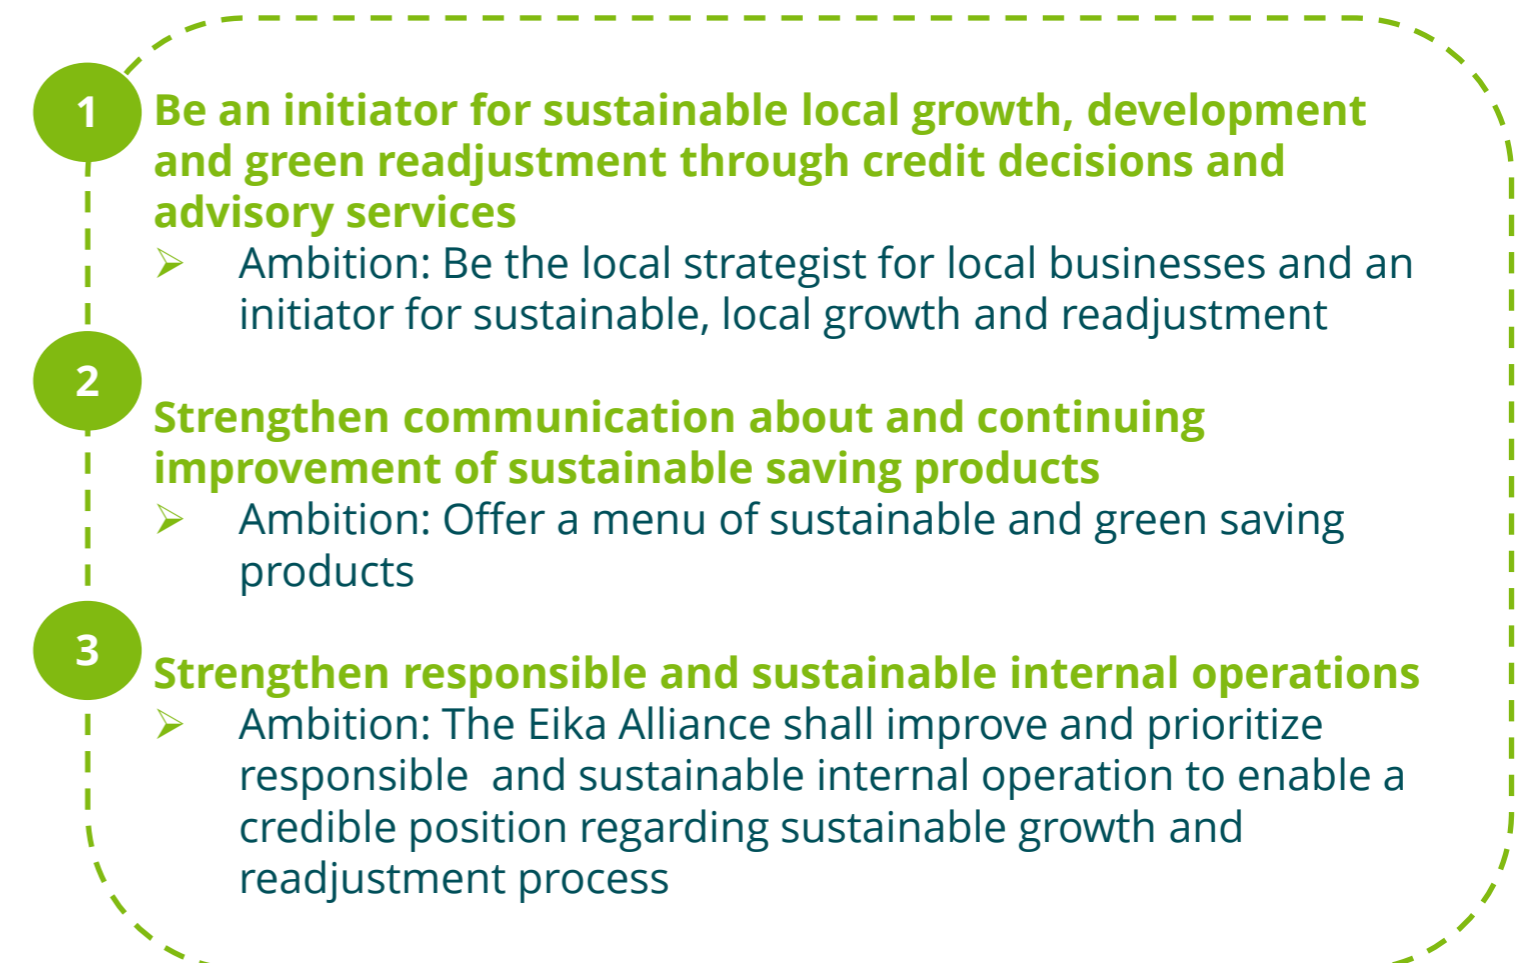 1
Be an initiator for sustainable local growth, development
and green readjustment through credit decisions and
advisory services
Ambition: Be the local strategist for local businesses and an
initiator for sustainable, local growth and readjustment
2
Strengthen communication about and continuing
improvement of sustainable saving products
Ambition: Offer a menu of sustainable and green saving
products
3
Strengthen responsible and sustainable internal operations
Ambition: The Eika Alliance shall improve and prioritize
responsible  and sustainable internal operation to enable a
credible position regarding sustainable growth and
readjustment process